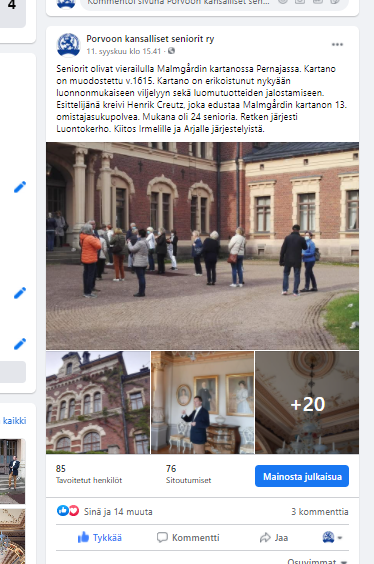 4
Kommentoi sivuna Porvoon kansalliset sen...
Porvoon kansalliset seniorit ry
11. syyskuu klo 15.41 ·
Seniorit olivat vierailulla Malmgårdin kartanossa Pernajassa. Kartano
on muodostettu v.1615. Kartano on erikoistunut nykyään
luonnonmukaiseen viljelyyn sekä luomutuotteiden jalostamiseen.
Esittelijänä kreivi Henrik Creutz, joka edustaa Malmgårdin kartanon 13.
omistajasukupolvea. Mukana oli 24 senioria. Retken järjesti
Luontokerho. Kiitos Irmelille ja Arjalle järjestelyistä.
+20
kaikki
85
Tavoitetut henkilöt
76
Sitoutumiset
Mainosta julkaisua
Sinä ja 14 muuta
3 kommenttia
Tykkää
Kommentti
Jaa
Osuvimmat